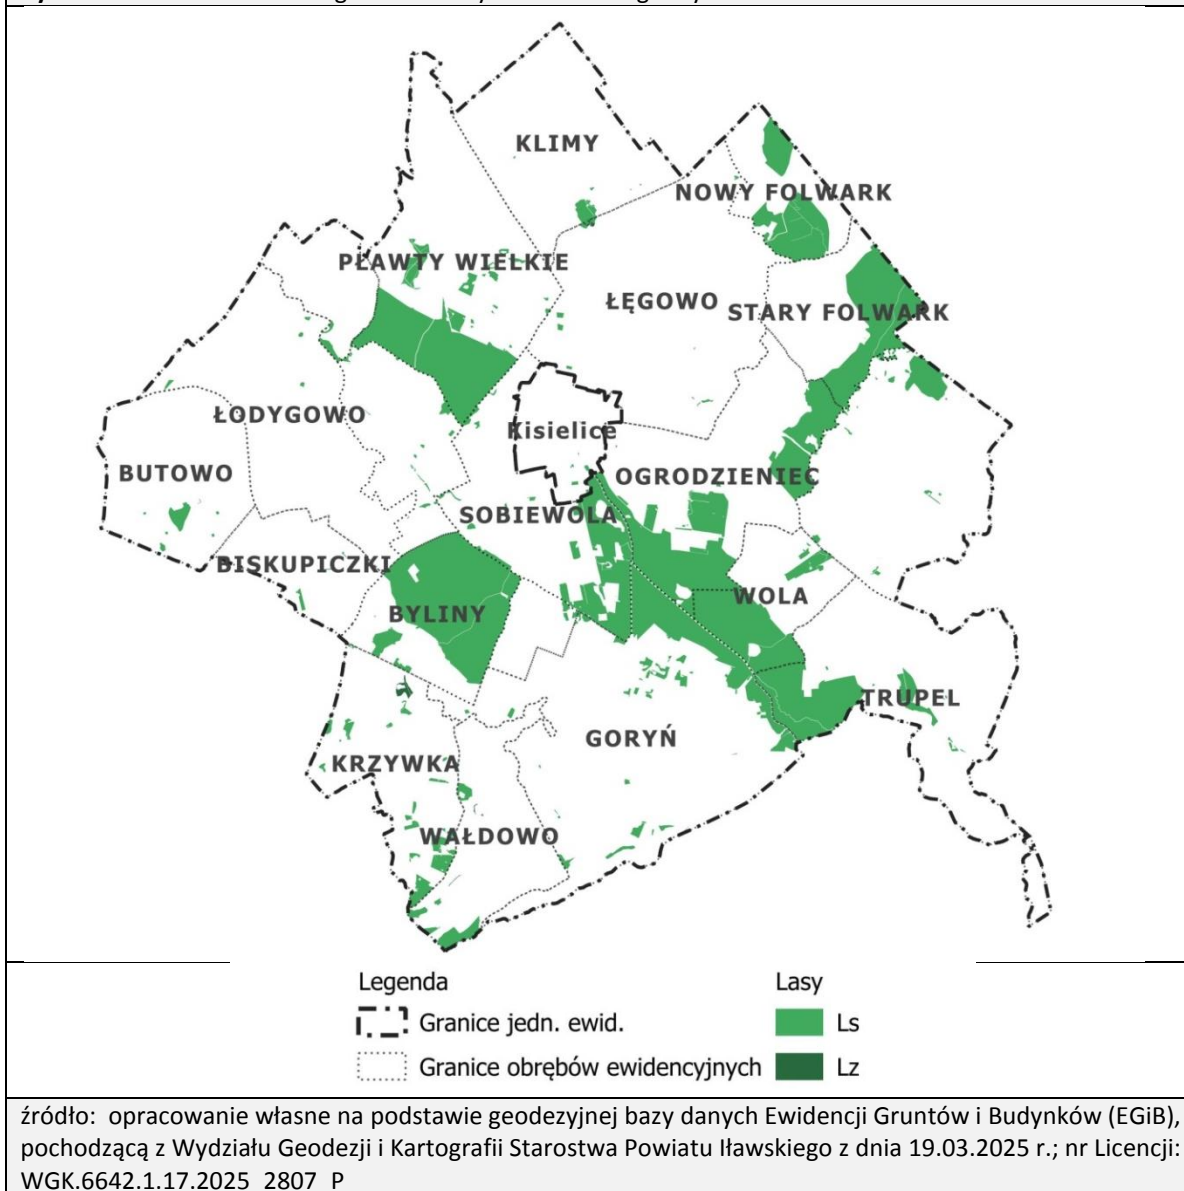 KLIMY
NOWY FOLWARK
PŁAWTY WIELKIE
ŁĘGOWO
STARY FOLWARK
ŁODYGOWO
Kisielice
BUTOWO
OGRODZIENIEC
SOBIEWOLA
BISKUPICZKI
WOLA
BYLINY
TRUPEL
GORYŃ
KRZYWKA
WAŁDOWO
Legenda
Granice jedn. ewid.
Granice obrębów ewidencyjnych
Lasy
Ls
Lz
źródło: opracowanie własne na podstawie geodezyjnej bazy danych Ewidencji Gruntów i Budynków (EGiB),
pochodzącą z Wydziału Geodezji i Kartografii Starostwa Powiatu Iławskiego z dnia 19.03.2025 r.; nr Licencji:
WGK.6642.1.17.2025_2807_P